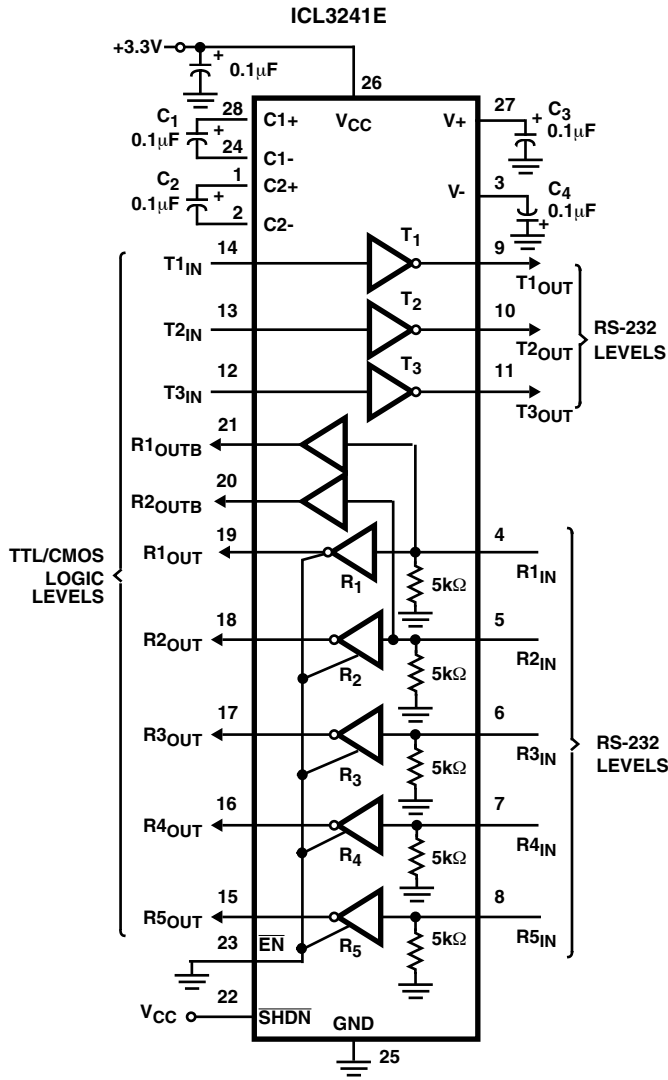 ICL3241E
+3.3V
+
0.1µF
26
C1
0.1µF
+
28
C1+
VCC
V+
27
+
C3
0.1µF
24
C1-
C2
0.1µF
+
1
C2+
3
V-
C4
0.1µF
+
2
C2-
T1IN
14
T1
9
T1OUT
T2IN
13
T2
10
T2OUT
RS-232
LEVELS
T3IN
12
T3
11
T3OUT
R1OUTB
21
R2OUTB
20
TTL/CMOS
LOGIC
LEVELS
R1OUT
19
R1
5kΩ
4
R1IN
R2OUT
18
R2
5kΩ
5
R2IN
R3OUT
17
R3
5kΩ
6
R3IN
RS-232
LEVELS
R4OUT
16
R4
5kΩ
7
R4IN
R5OUT
15
R5
5kΩ
8
R5IN
23
EN
VCC
22
SHDN
GND
25